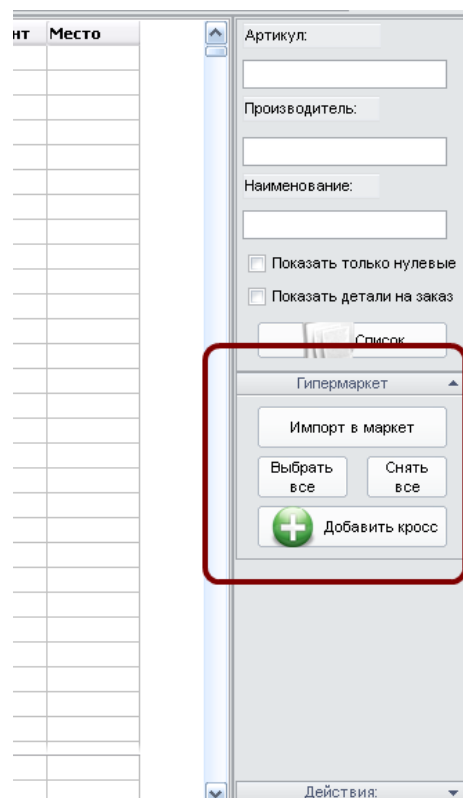 нт Место
Артикул:
Производитель:
Наименование:
Показать только нулевые
Показать детали на заказ
Список
Гипермаркет
Импорт в маркет
Выбрать все
Снять все
Добавить кросс
Действия: